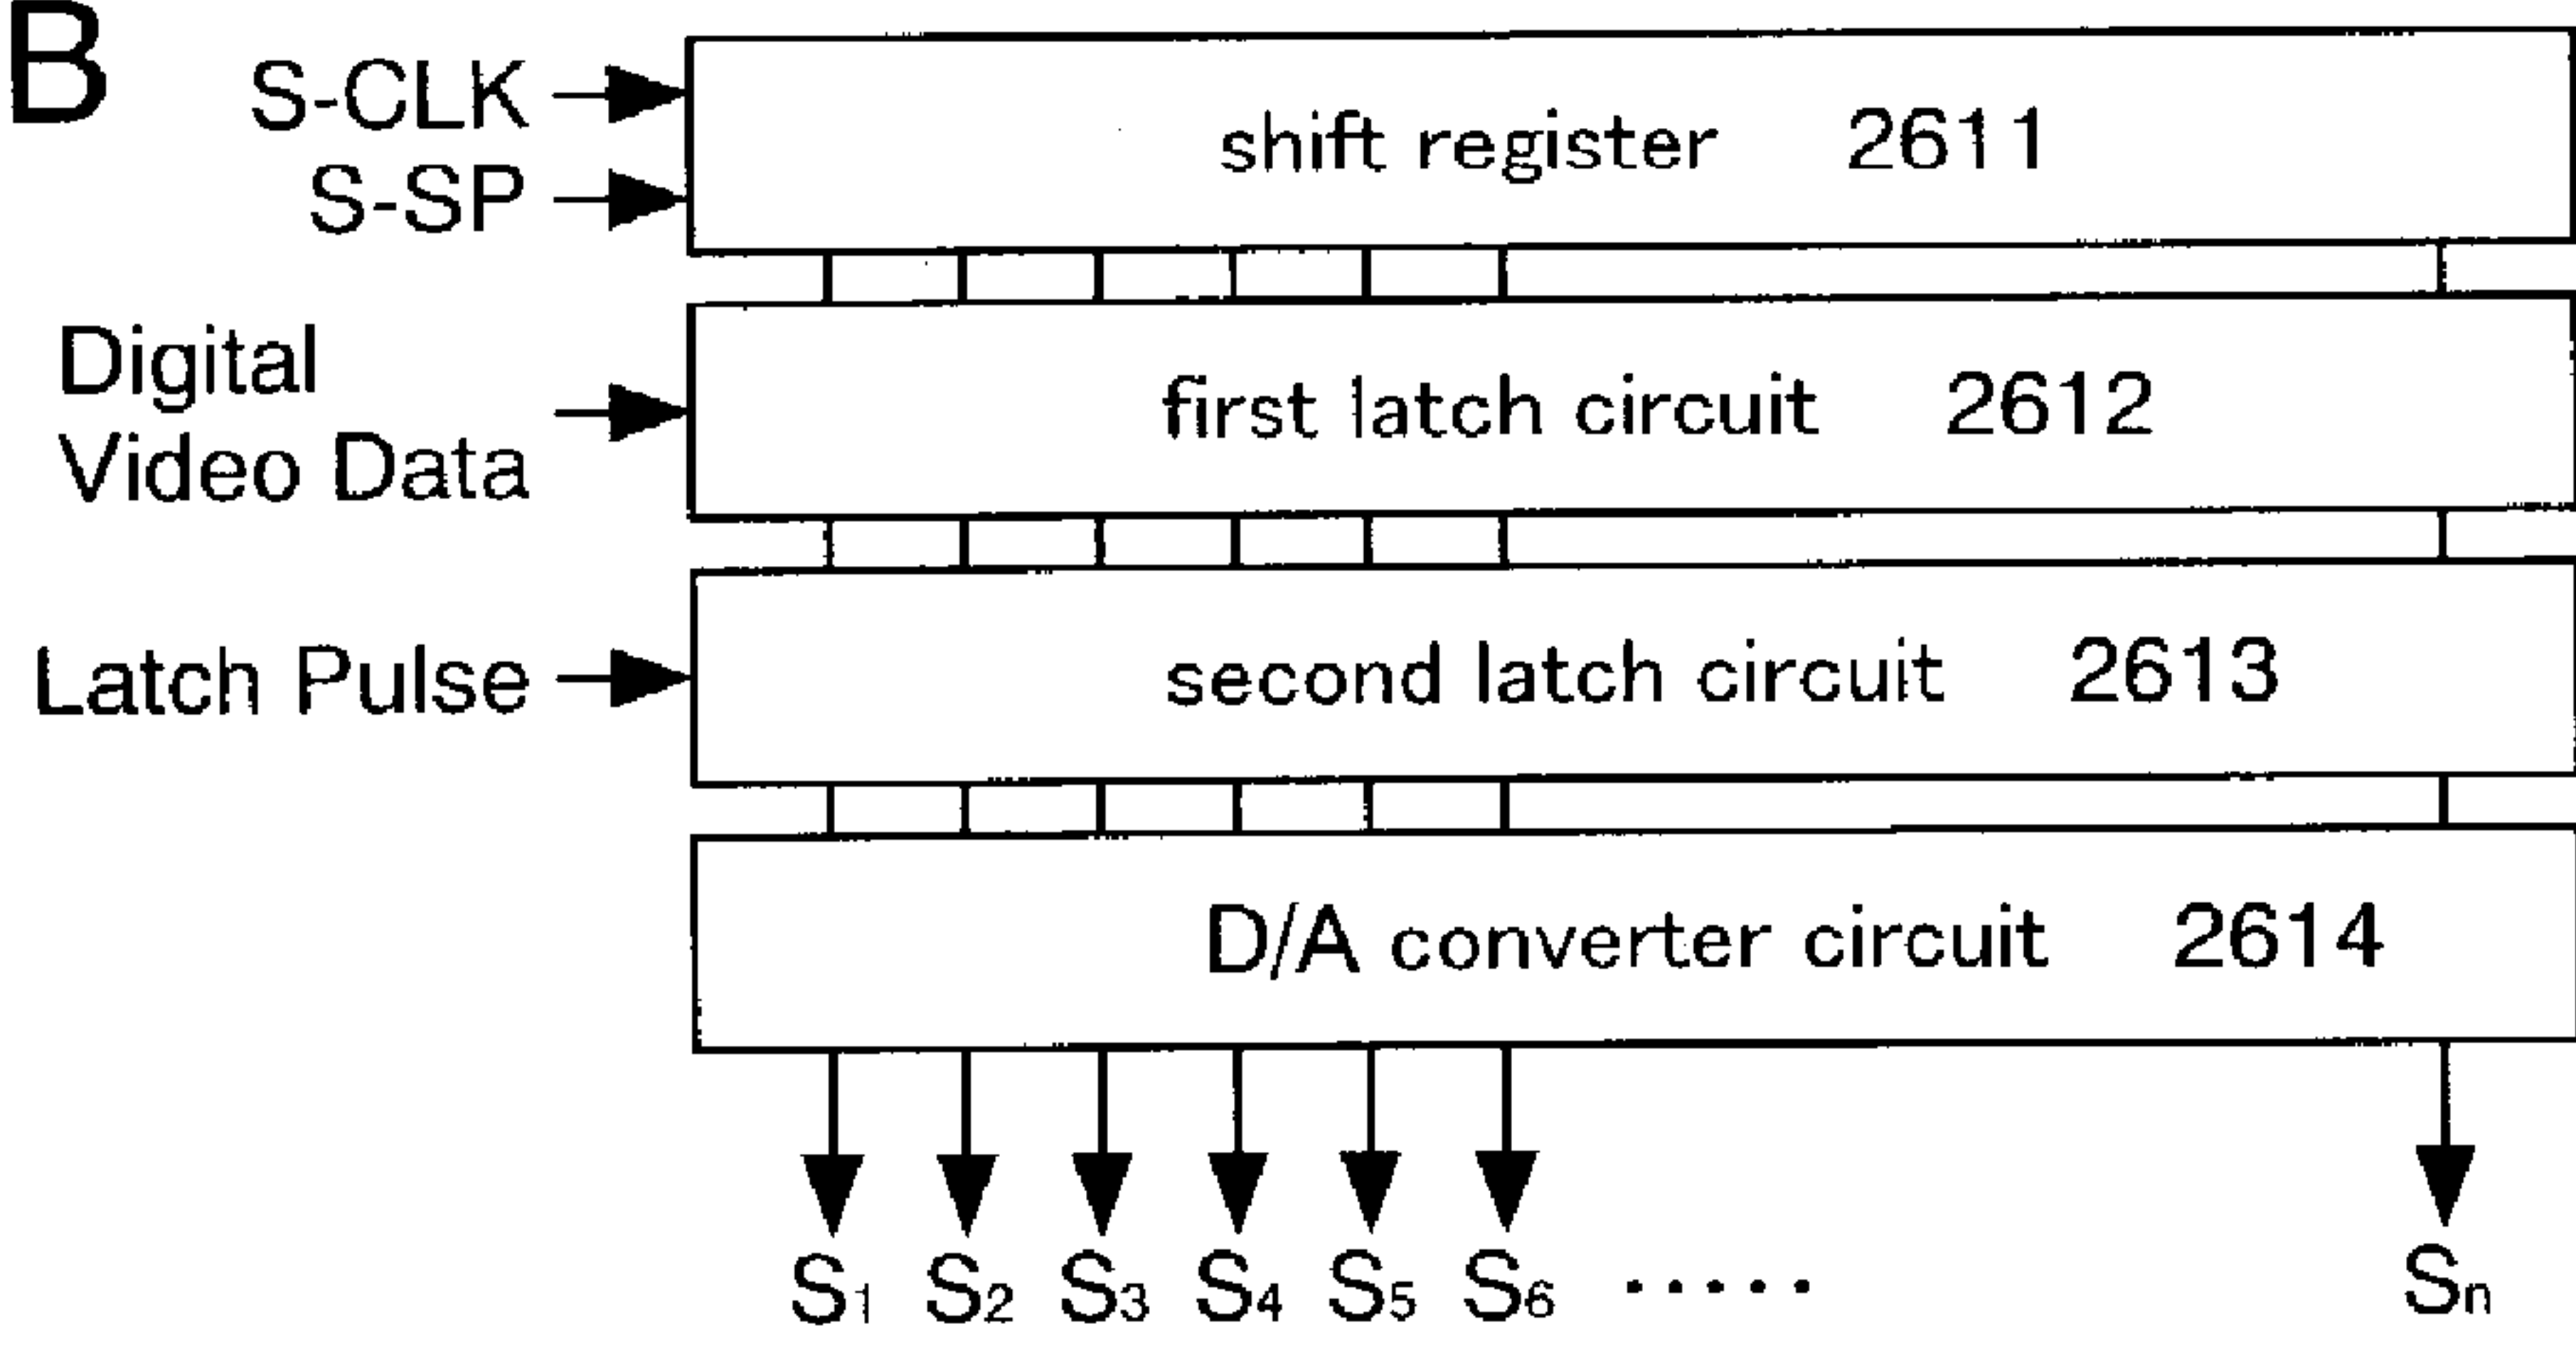 B
S-CLK
S-SP
shift register 2611
Digital
Video Data
first latch circuit 2612
Latch Pulse
second latch circuit 2613
D/A converter circuit 2614
S1 S2 S3 S4 S5 S6 ····· Sn